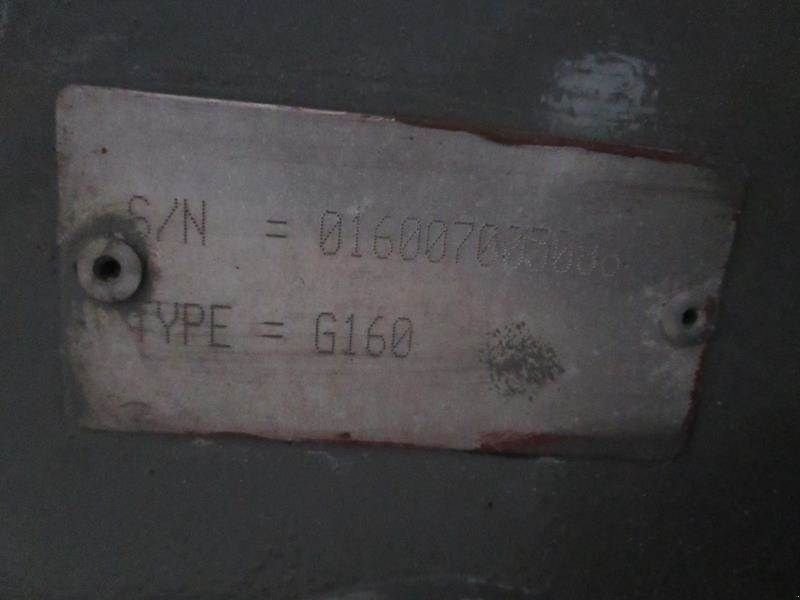 S/N =
TYPE = G160